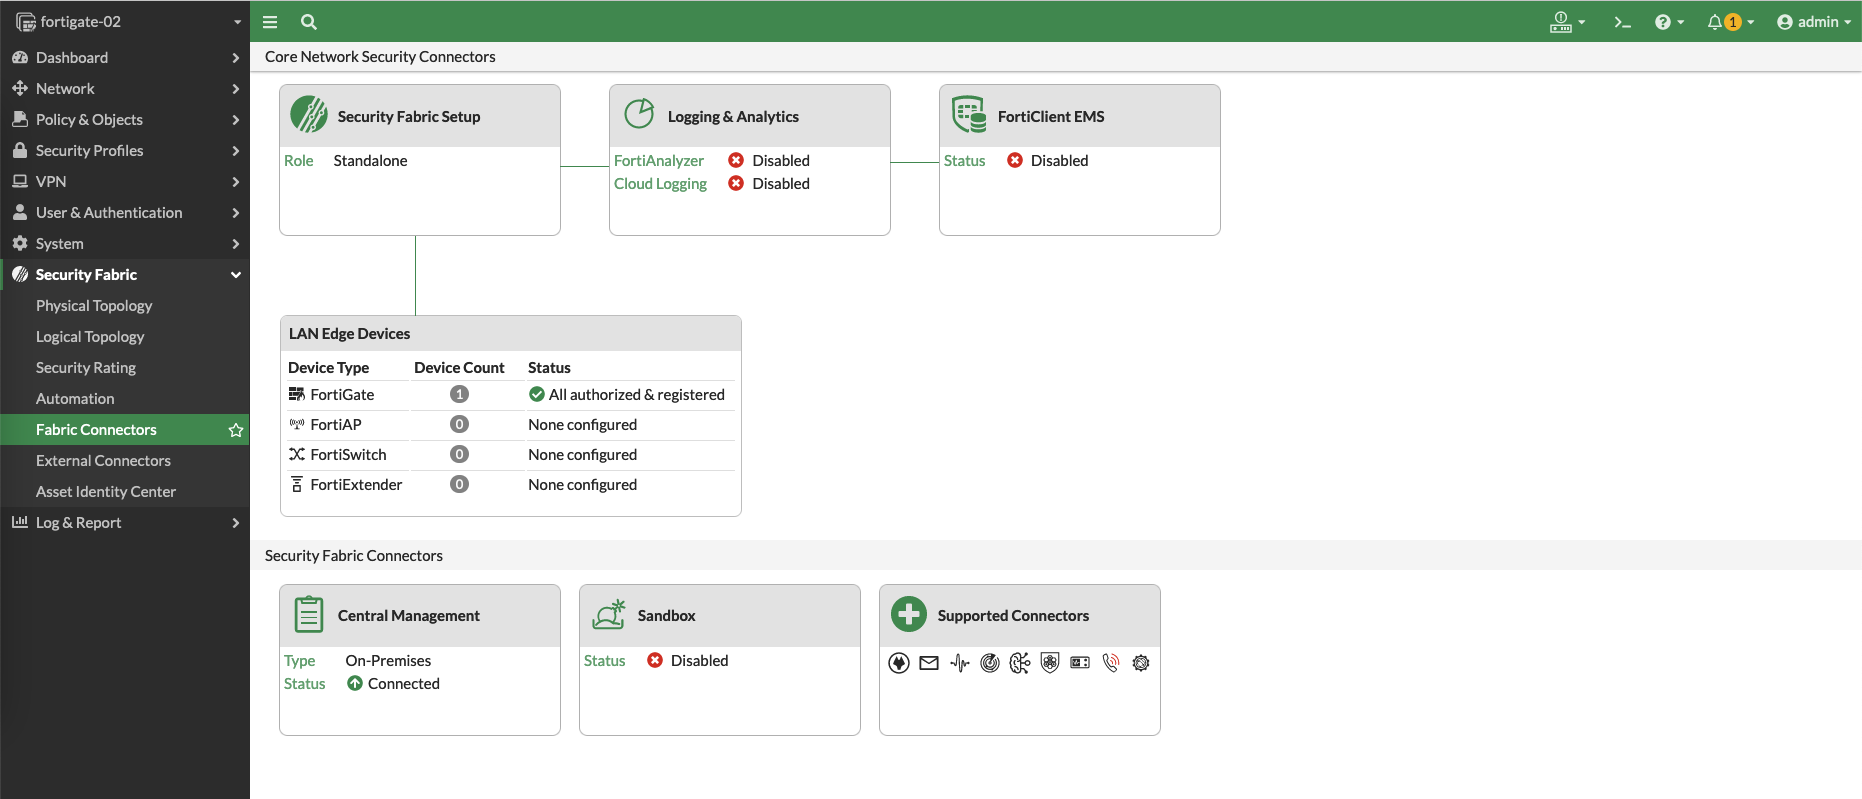 fortigate-02
1
admin
Dashboard
Network
Policy & Objects
Security Profiles
VPN
User & Authentication
System
Security Fabric
Physical Topology
Logical Topology
Security Rating
Automation
Fabric Connectors
External Connectors
Asset Identity Center
Log & Report
Core Network Security Connectors
Security Fabric Setup
Role Standalone
Logging & Analytics
FortiAnalyzer Disabled
Cloud Logging Disabled
FortiClient EMS
Status Disabled
LAN Edge Devices
Device Type Device Count Status
FortiGate 1 All authorized & registered
FortiAP 0 None configured
FortiSwitch 0 None configured
FortiExtender 0 None configured
Security Fabric Connectors
Central Management
Type On-Premises
Status Connected
Sandbox
Status Disabled
Supported Connectors